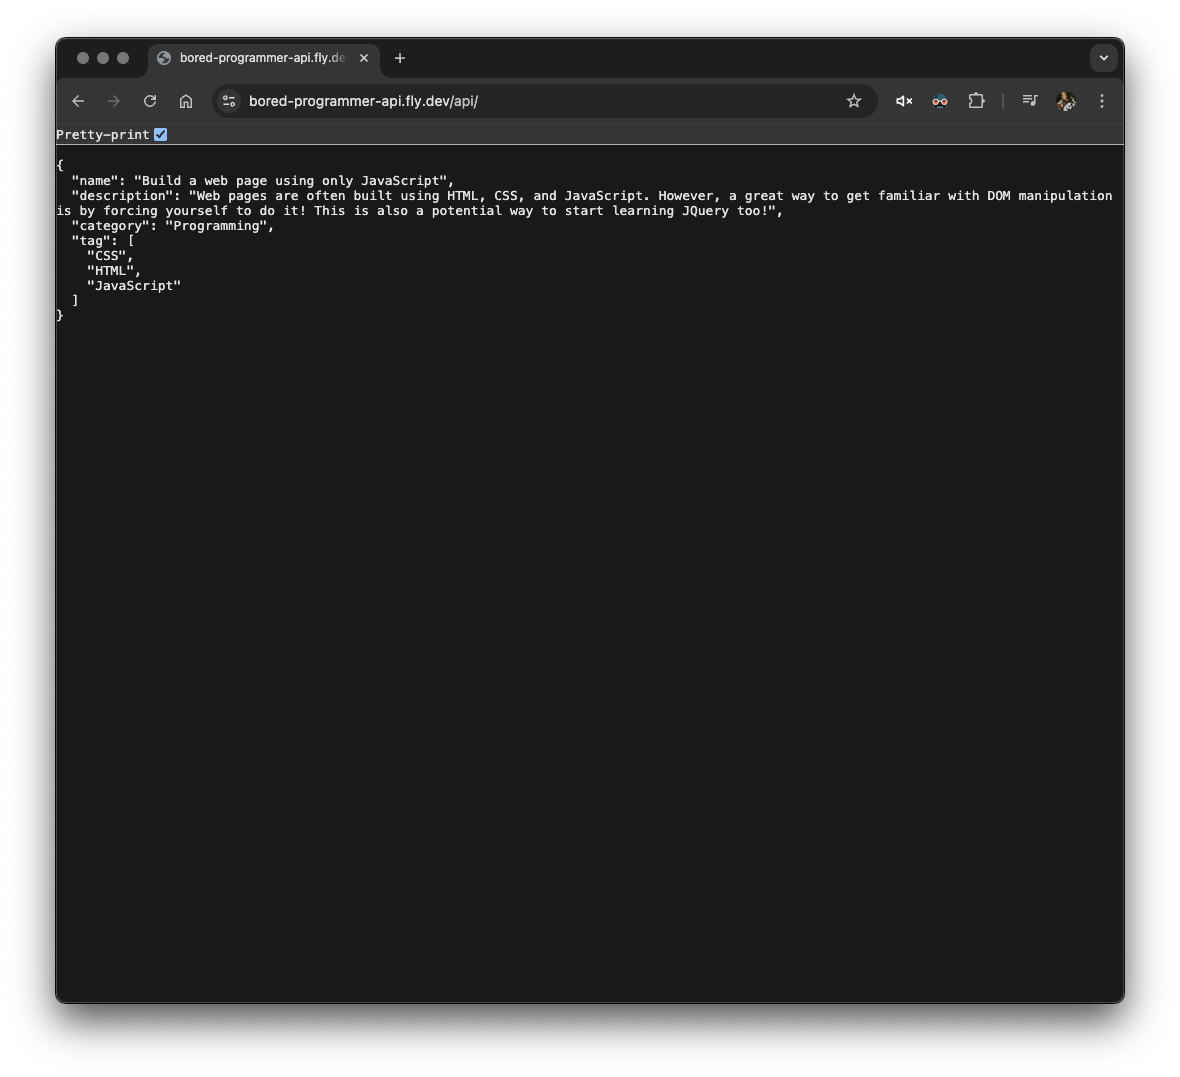 bored-programmer-api.fly.de
bored-programmer-api.fly.dev/api/
Pretty-print
{
  "name": "Build a web page using only JavaScript",
  "description": "Web pages are often built using HTML, CSS, and JavaScript. However, a great way to get familiar with DOM manipulation
is by forcing yourself to do it! This is also a potential way to start learning JQuery too!",
  "category": "Programming",
  "tag": [
    "CSS",
    "HTML",
    "JavaScript"
  ]
}